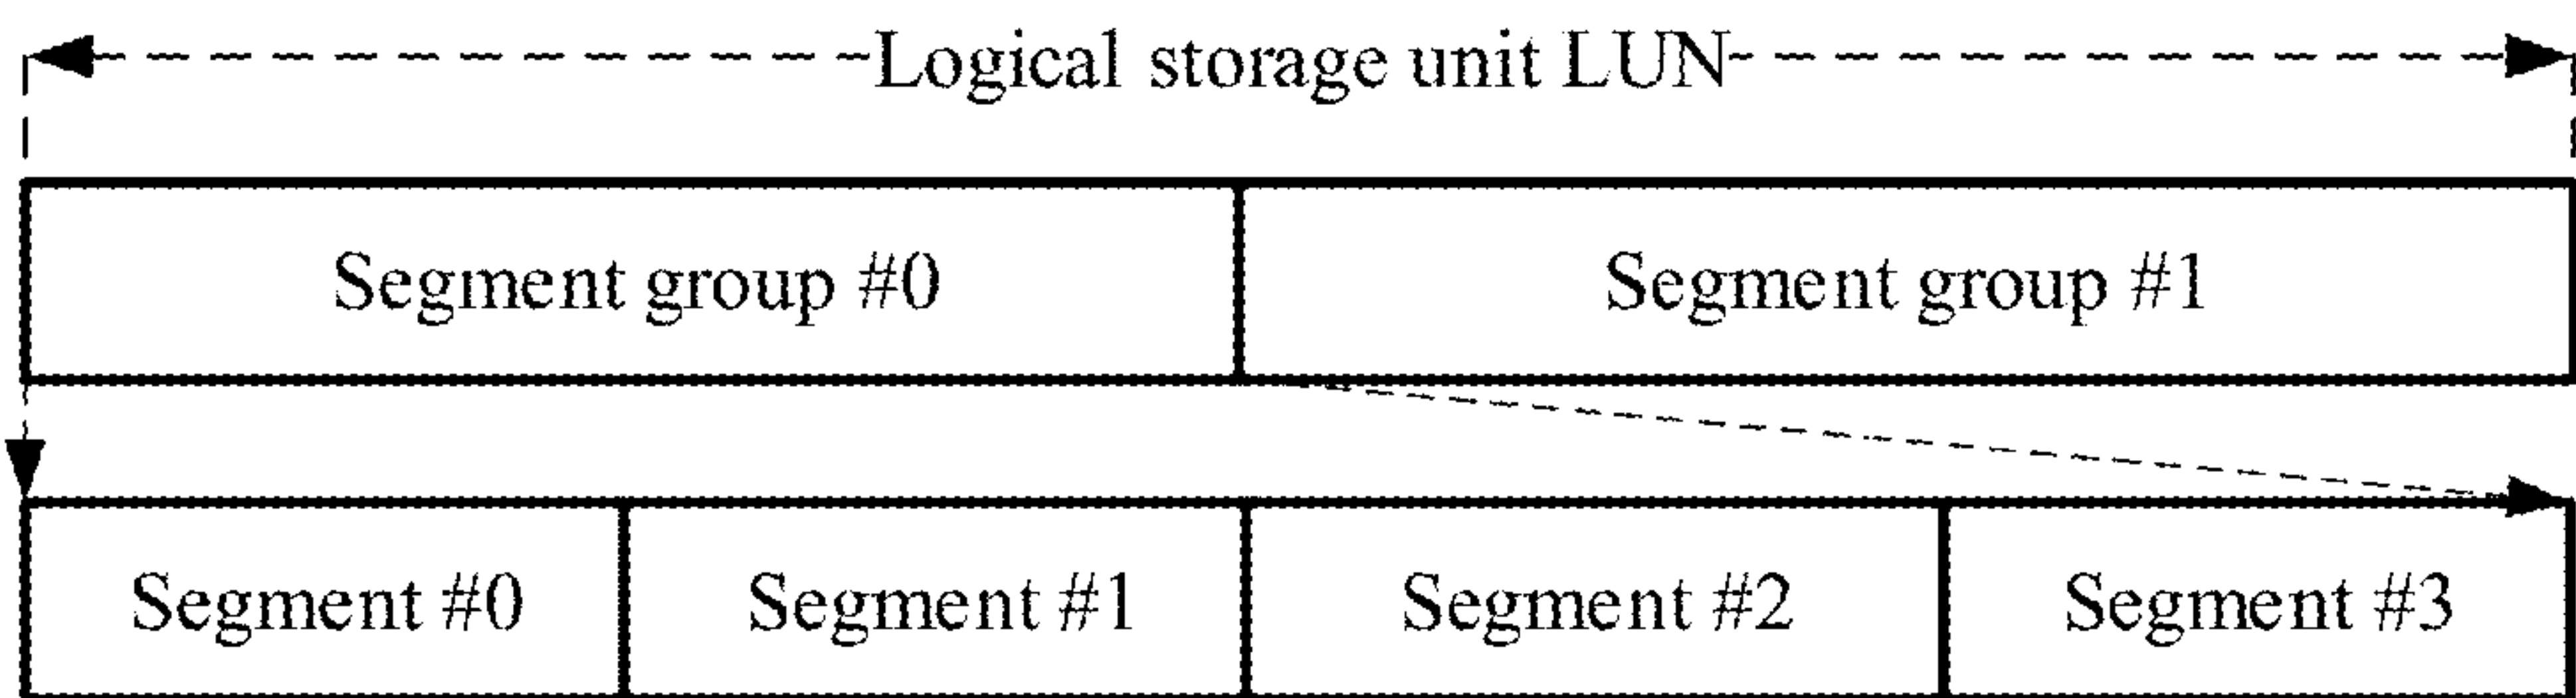 Logical storage unit LUN
Segment group #0
Segment group #1
Segment #0
Segment #1
Segment #2
Segment #3